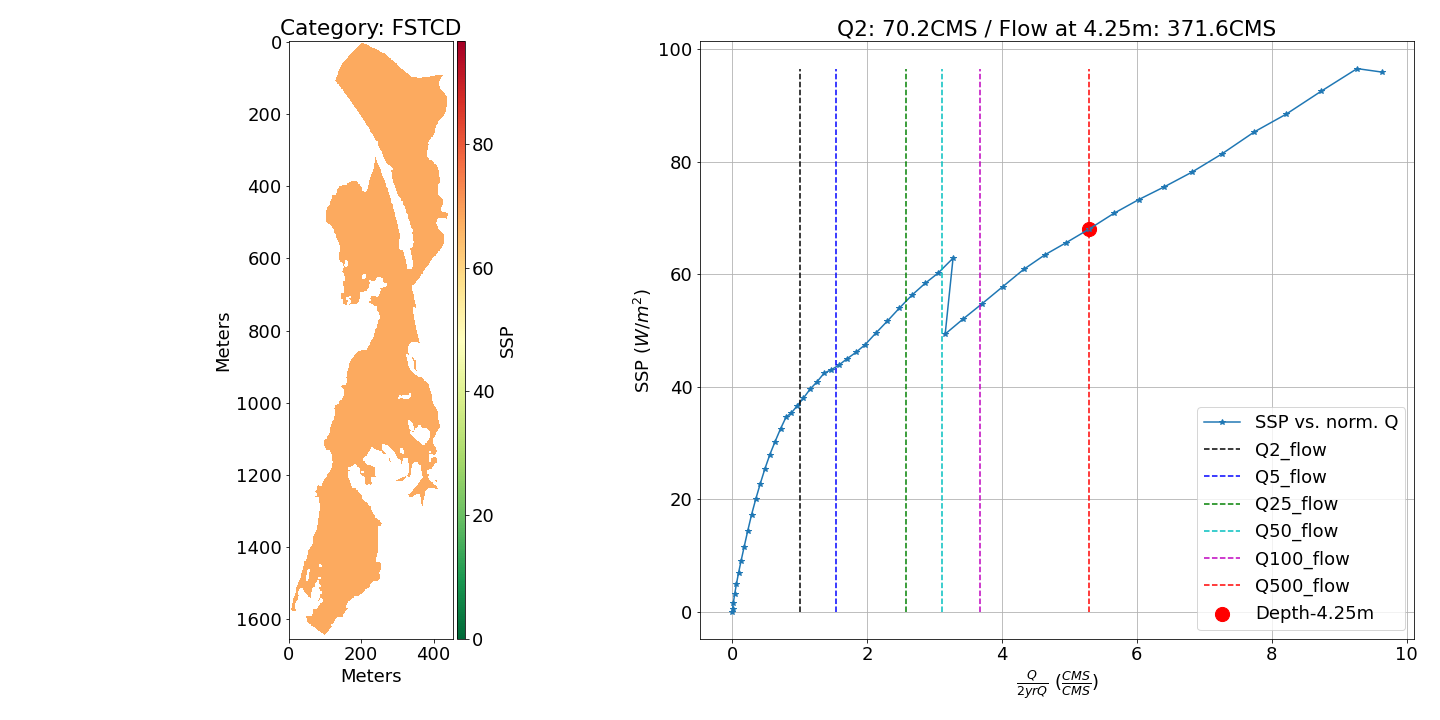 Category: FSTCD
0
200
400
600
800
1000
1200
1400
1600
Meters
0
200
400
Meters
80
60
40
20
0
SSP
Q2: 70.2CMS / Flow at 4.25m: 371.6CMS
100
80
60
40
20
0
SSP (W/m²)
0
2
4
6
8
10
Q/2yrQ (CMS/CMS)
SSP vs. norm. Q
Q2_flow
Q5_flow
Q25_flow
Q50_flow
Q100_flow
Q500_flow
Depth-4.25m